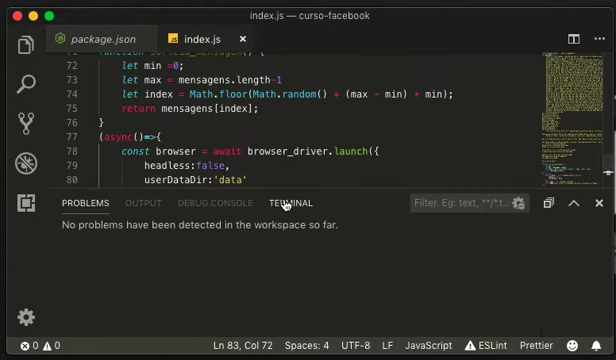 index.js — curso-facebook
package.json
index.js
71 function sorteia_mensagem() {
72 let min =0;
73 let max = mensagens.length-1
74 let index = Math.floor(Math.random() + (max - min) + min);
75 return mensagens[index];
76 }
77 (async()=>{
78 const browser = await browser_driver.launch({
79 headless:false,
80 userDataDir:'data'
PROBLEMS OUTPUT DEBUG CONSOLE TERMINAL
Filter. Eg: text, **/*.t...
No problems have been detected in the workspace so far.
0 0 Ln 83, Col 72 Spaces: 4 UTF-8 LF JavaScript ESLint Prettier